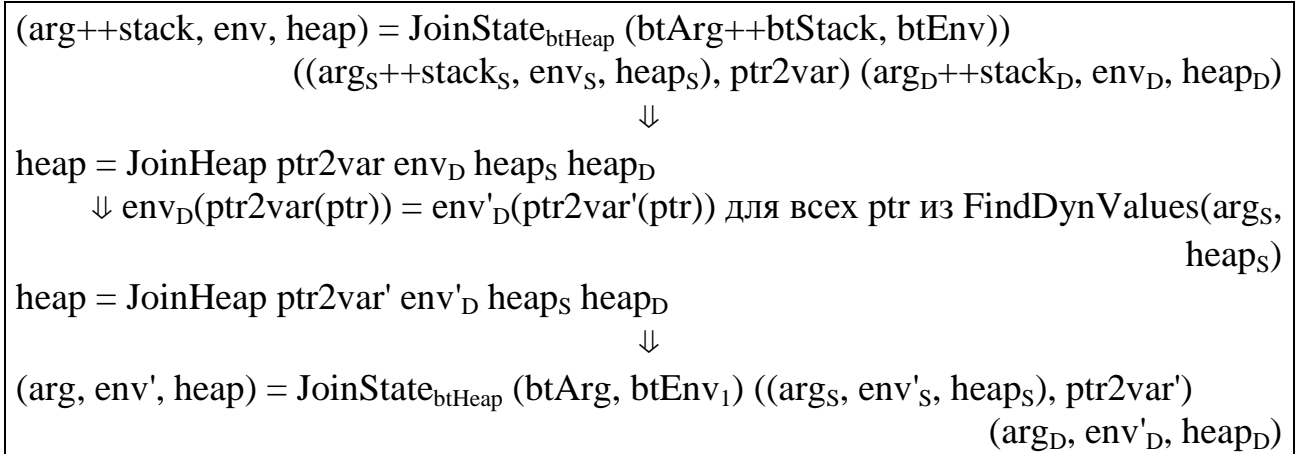 (arg++stack, env, heap) = JoinState_btHeap (btArg++btStack, btEnv))
((arg_S++stack_S, env_S, heap_S), ptr2var) (arg_D++stack_D, env_D, heap_D)
⇓
heap = JoinHeap ptr2var env_D heap_S heap_D
⇓ env_D(ptr2var(ptr)) = env'_D(ptr2var'(ptr)) для всех ptr из FindDynValues(arg_S,
heap_S)
heap = JoinHeap ptr2var' env'_D heap_S heap_D
⇓
(arg, env', heap) = JoinState_btHeap (btArg, btEnv_1) ((arg_S, env'_S, heap_S), ptr2var')
(arg_D, env'_D, heap_D)